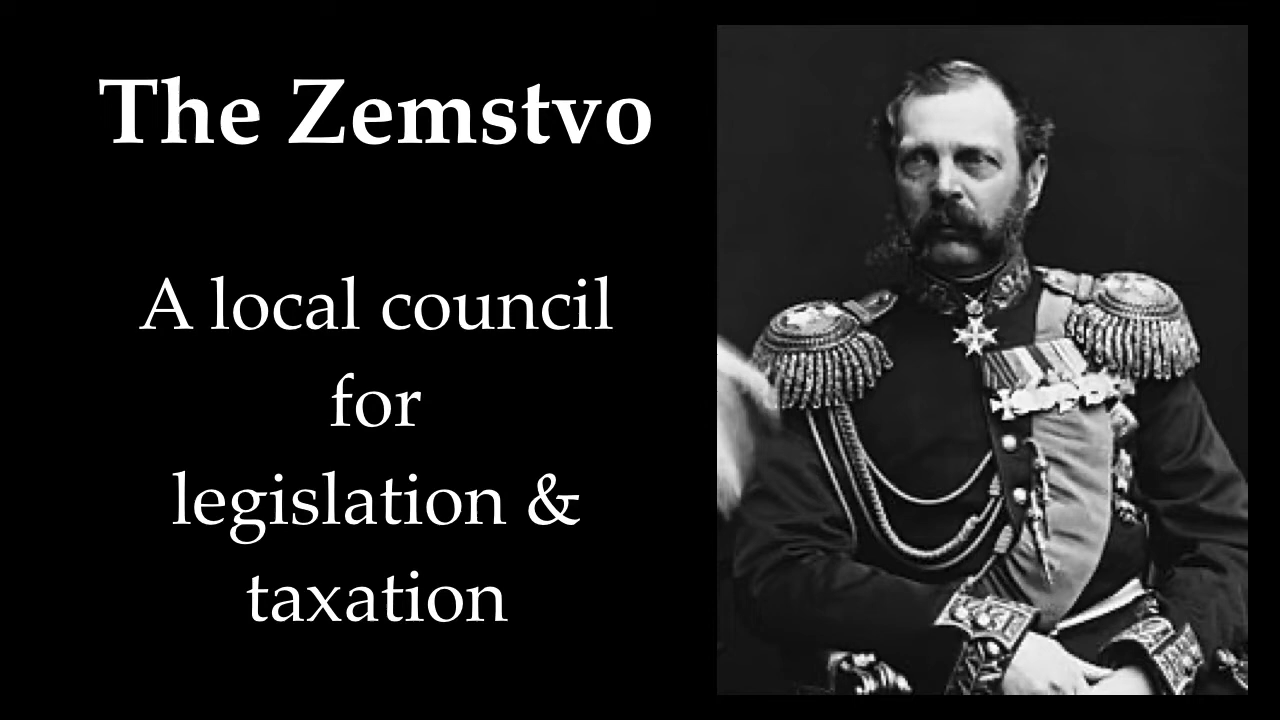 The Zemstvo
A local council
for
legislation &
taxation